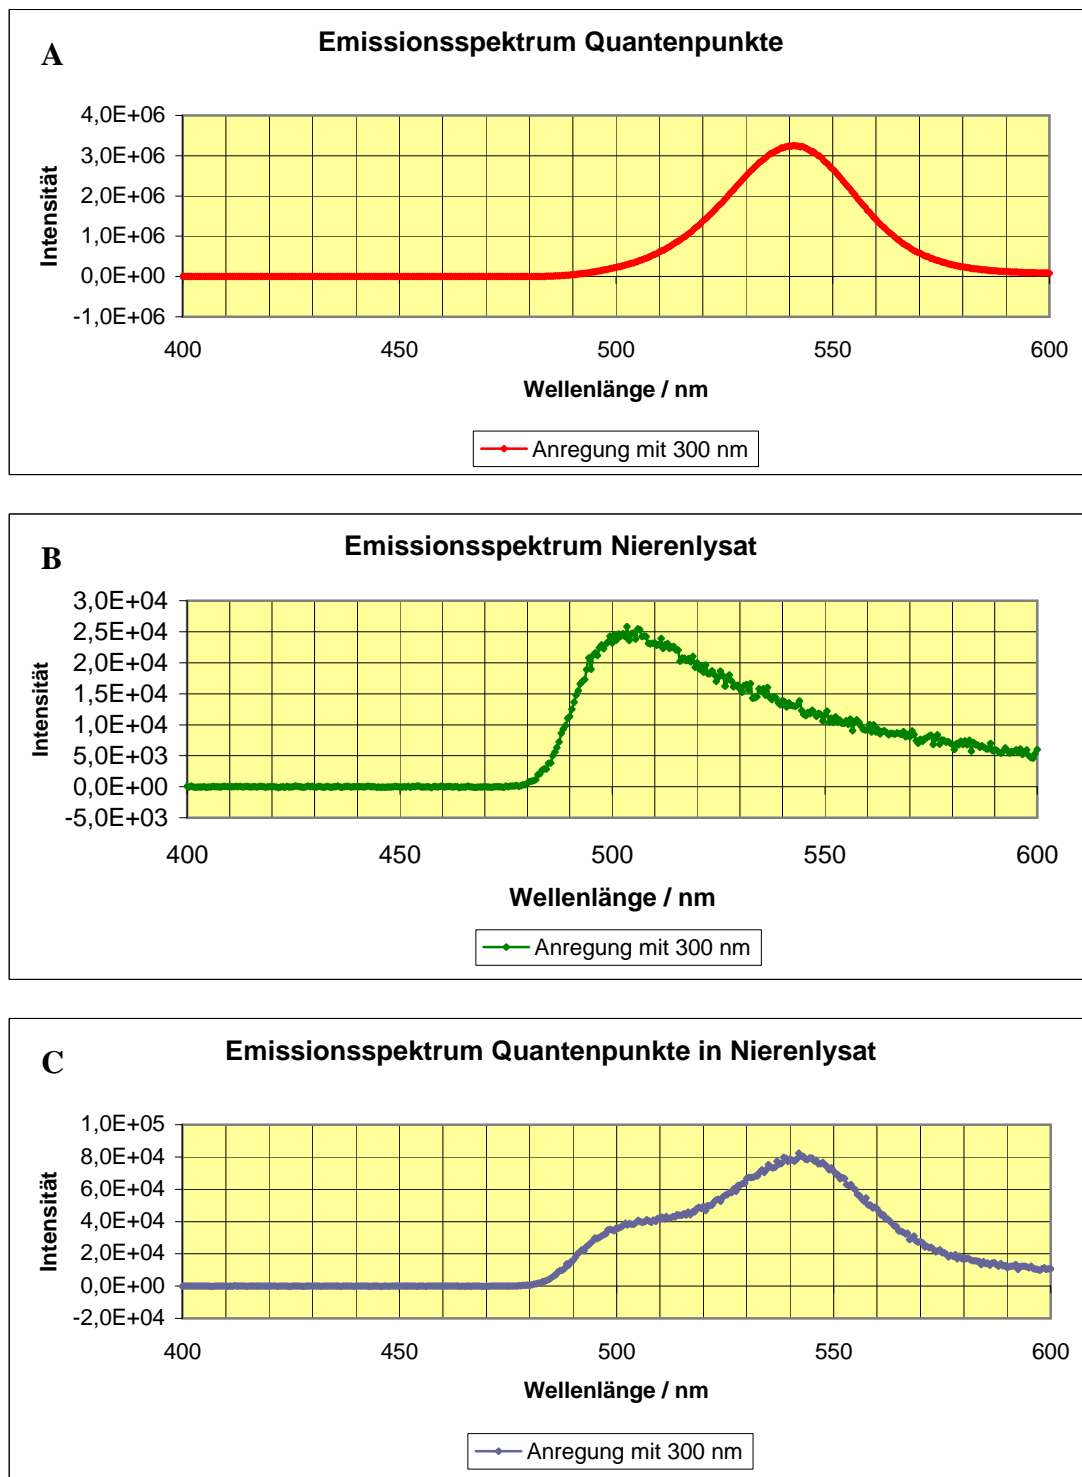 A
Emissionsspektrum Quantenpunkte
4,0E+06
3,0E+06
2,0E+06
1,0E+06
0,0E+00
-1,0E+06
Intensität
400 450 500 550 600
Wellenlänge / nm
Anregung mit 300 nm
B
Emissionsspektrum Nierenlysat
3,0E+04
2,5E+04
2,0E+04
1,5E+04
1,0E+04
5,0E+03
0,0E+00
-5,0E+03
Intensität
400 450 500 550 600
Wellenlänge / nm
Anregung mit 300 nm
C
Emissionsspektrum Quantenpunkte in Nierenlysat
1,0E+05
8,0E+04
6,0E+04
4,0E+04
2,0E+04
0,0E+00
-2,0E+04
Intensität
400 450 500 550 600
Wellenlänge / nm
Anregung mit 300 nm